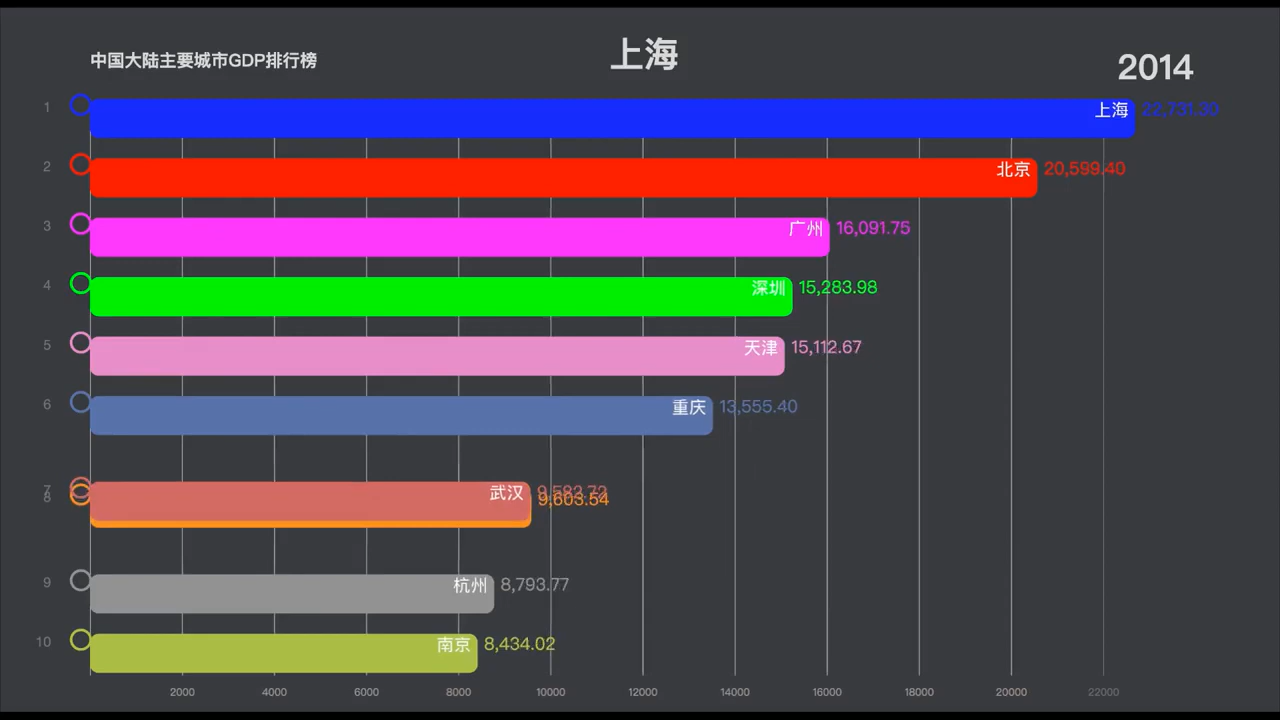 中国大陆主要城市GDP排行榜
上海
2014
1 上海 22,731.30
2 北京 20,599.40
3 广州 16,091.75
4 深圳 15,283.98
5 天津 15,112.67
6 重庆 13,555.40
7 武汉
8 9,603.54
9 杭州 8,793.77
10 南京 8,434.02
2000 4000 6000 8000 10000 12000 14000 16000 18000 20000 22000